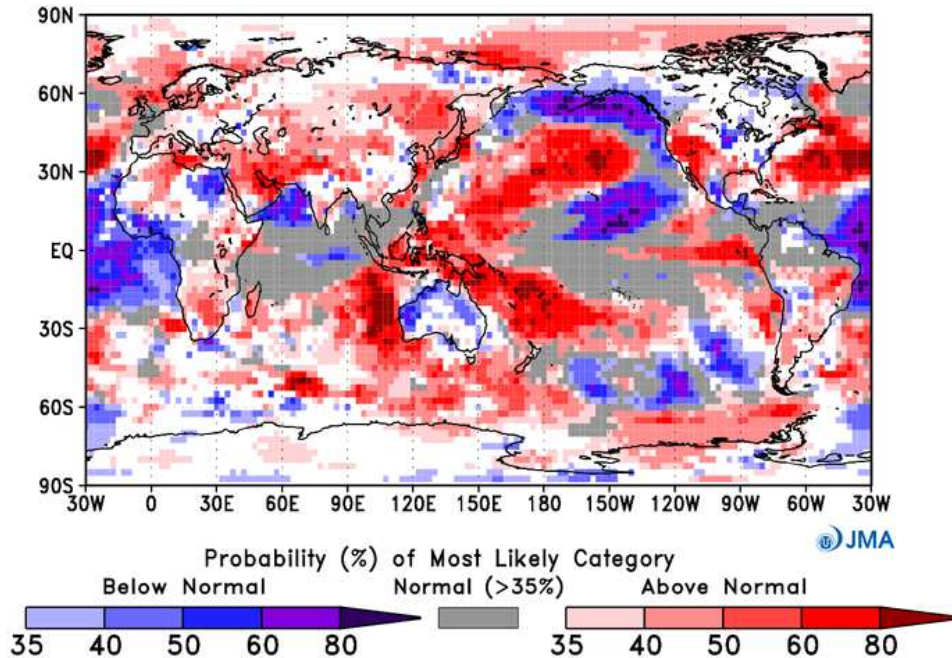 90N
60N
30N
EQ
30S
60S
90S
30W 0 30E 60E 90E 120E 150E 180 150W 120W 90W 60W 30W
JMA
Probability (%) of Most Likely Category
Below Normal Normal (>35%) Above Normal
35 40 50 60 80 35 40 50 60 80